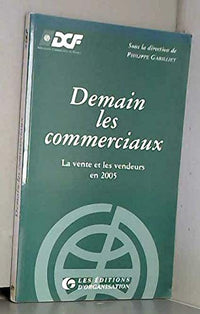 DCF
Sous la direction de
PHILIPPE GABILLIET
Demain
les
commerciaux
La vente et les vendeurs
en 2005
LES ÉDITIONS
D'ORGANISATION